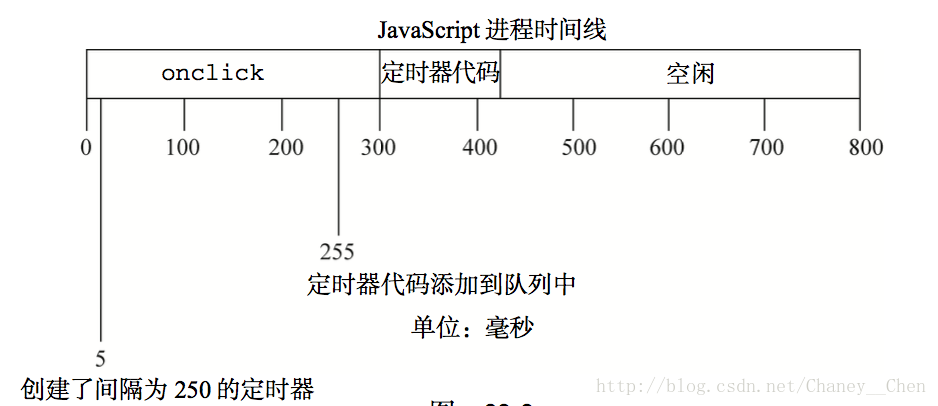 JavaScript 进程时间线
onclick 定时器代码 空闲
0 100 200 300 400 500 600 700 800
255
定时器代码添加到队列中
单位：毫秒
5
创建了间隔为 250 的定时器
http://blog.csdn.net/Chaney__Chen